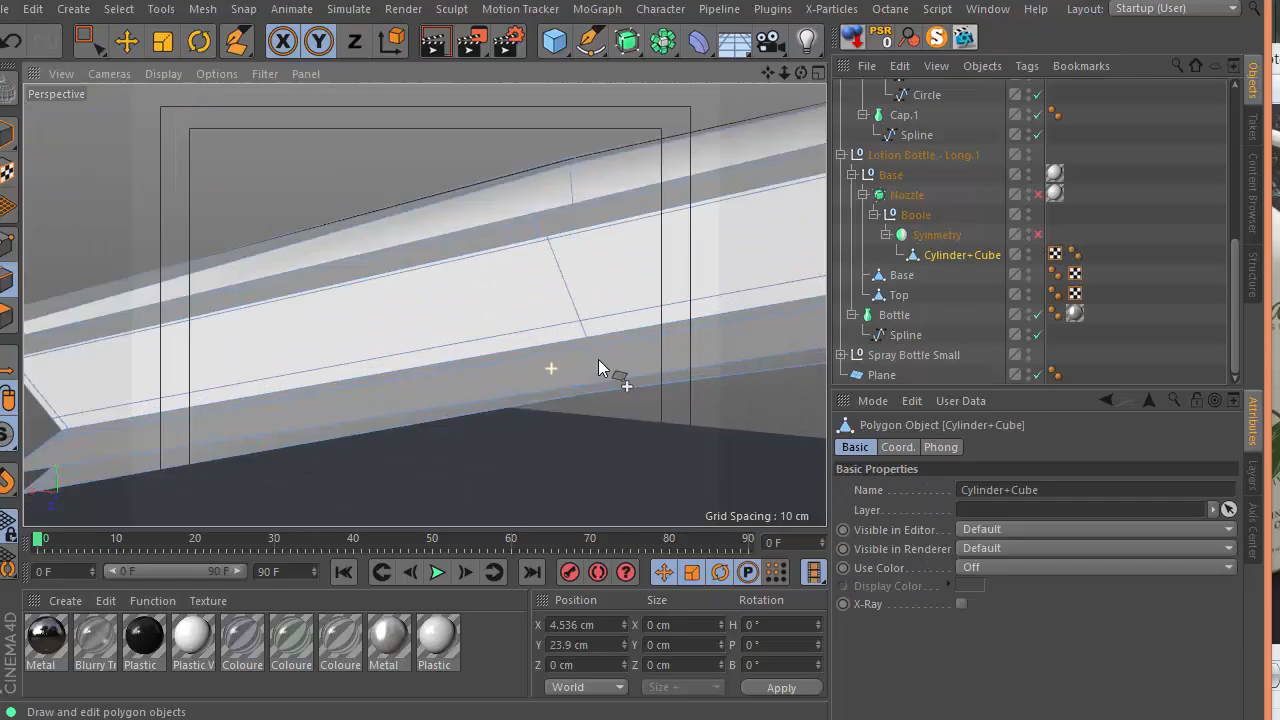 le Edit Create Select Tools Mesh Snap Animate Simulate Render Sculpt Motion Tracker MoGraph Character Pipeline Plugins X-Particles Octane Script Window Help Layout: Startup (User)
X Y Z PSR 0 S
View Cameras Display Options Filter Panel
File Edit View Objects Tags Bookmarks
Perspective
Circle
Cap.1
Spline
Lotion Bottle - Long.1
Base
Nozzle
Boole
Symmetry
Cylinder+Cube
Base
Top
Bottle
Spline
Spray Bottle Small
Plane
Objects
Takes
Content Browser
Structure
Grid Spacing : 10 cm
Mode Edit User Data
Polygon Object [Cylinder+Cube]
Basic Coord. Phong
Basic Properties
Name Cylinder+Cube
Layer
Visible in Editor Default
Visible in Renderer Default
Use Color Off
Display Color
X-Ray
Attributes
Layers
Axis Center
0 10 20 30 40 50 60 70 80 90 0 F
0 F 0 F 90 F 90 F
Create Edit Function Texture
Metal Blurry Tr Plastic Plastic V Coloure Coloure Coloure Metal Plastic
Position Size Rotation
X 4.536 cm X 0 cm H 0 °
Y 23.9 cm Y 0 cm P 0 °
Z 0 cm Z 0 cm B 0 °
World Size + Apply
CINEMA 4D
Draw and edit polygon objects